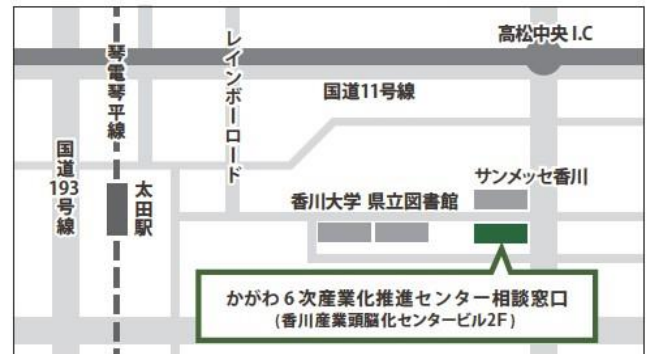 高松中央 I.C
琴電琴平線
レインボーロード
国道11号線
国道
193
号線
太田駅
サンメッセ香川
香川大学 県立図書館
かがわ6次産業化推進センター相談窓口
(香川産業頭脳化センタービル2F)